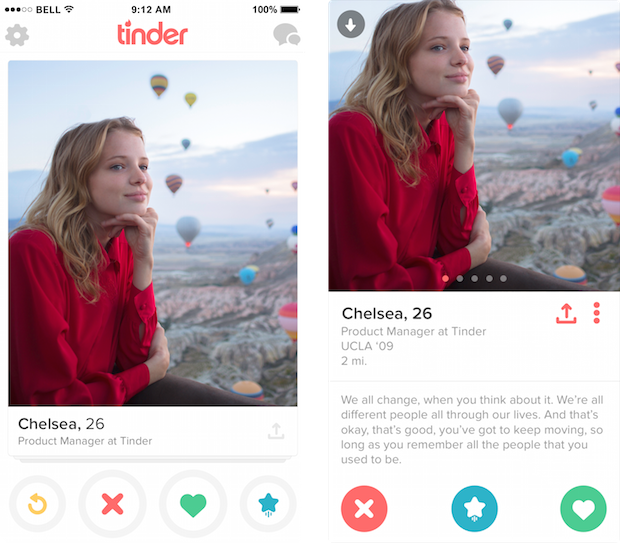 BELL
9:12 AM
100%
tinder
Chelsea, 26
Product Manager at Tinder
Chelsea, 26
Product Manager at Tinder
UCLA ‘09
2 mi.
We all change, when you think about it. We’re all
different people all through our lives. And that’s
okay, that’s good, you’ve got to keep moving, so
long as you remember all the people that you
used to be.